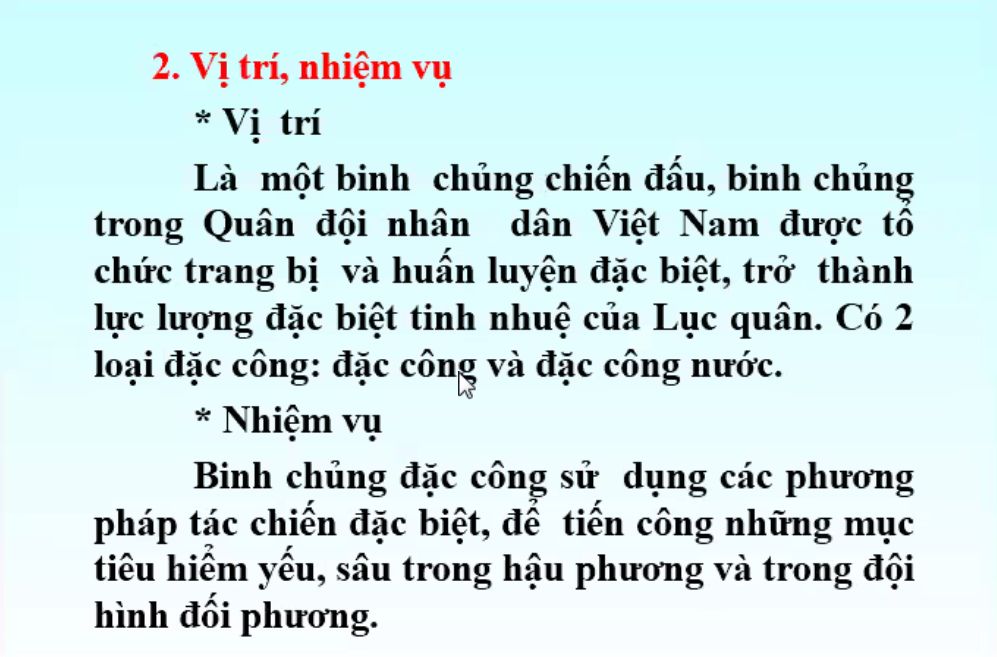 2. Vị trí, nhiệm vụ
* Vị trí
Là một binh chủng chiến đấu, binh chủng
trong Quân đội nhân dân Việt Nam được tổ
chức trang bị và huấn luyện đặc biệt, trở thành
lực lượng đặc biệt tinh nhuệ của Lục quân. Có 2
loại đặc công: đặc công và đặc công nước.
* Nhiệm vụ
Binh chủng đặc công sử dụng các phương
pháp tác chiến đặc biệt, để tiến công những mục
tiêu hiểm yếu, sâu trong hậu phương và trong đội
hình đối phương.